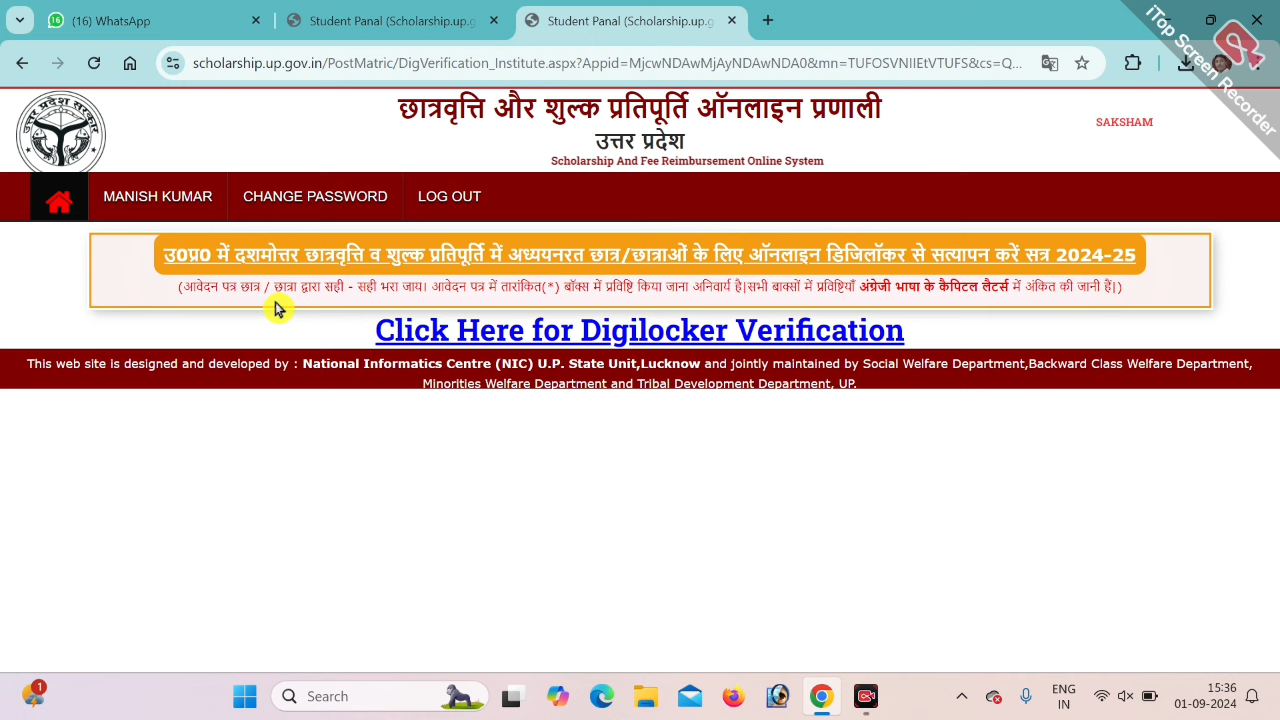 (16) WhatsApp
Student Panal (Scholarship.up.g
Student Panal (Scholarship.up.g
iTop Screen Recorder
scholarship.up.gov.in/PostMatric/DigVerification_Institute.aspx?Appid=MjcwNDAwMjAyNDAwNDA0&mn=TUFOSVNIIEtVTUFS&cs=Q...
छात्रवृत्ति और शुल्क प्रतिपूर्ति ऑनलाइन प्रणाली
उत्तर प्रदेश
Scholarship And Fee Reimbursement Online System
SAKSHAM
MANISH KUMAR
CHANGE PASSWORD
LOG OUT
उ0प्र0 में दशमोत्तर छात्रवृत्ति व शुल्क प्रतिपूर्ति में अध्ययनरत छात्र/छात्राओं के लिए ऑनलाइन डिजिलॉकर से सत्यापन करें सत्र 2024-25
(आवेदन पत्र छात्र / छात्रा द्वारा सही - सही भरा जाय। आवेदन पत्र में तारांकित(*) बॉक्स में प्रविष्टि किया जाना अनिवार्य है|सभी बाक्सों में प्रविष्टियाँ अंग्रेजी भाषा के कैपिटल लैटर्स में अंकित की जानी हैं|)
Click Here for Digilocker Verification
This web site is designed and developed by : National Informatics Centre (NIC) U.P. State Unit,Lucknow and jointly maintained by Social Welfare Department,Backward Class Welfare Department,
Minorities Welfare Department and Tribal Development Department, UP.
1
Search
ENG
IN
15:36
01-09-2024